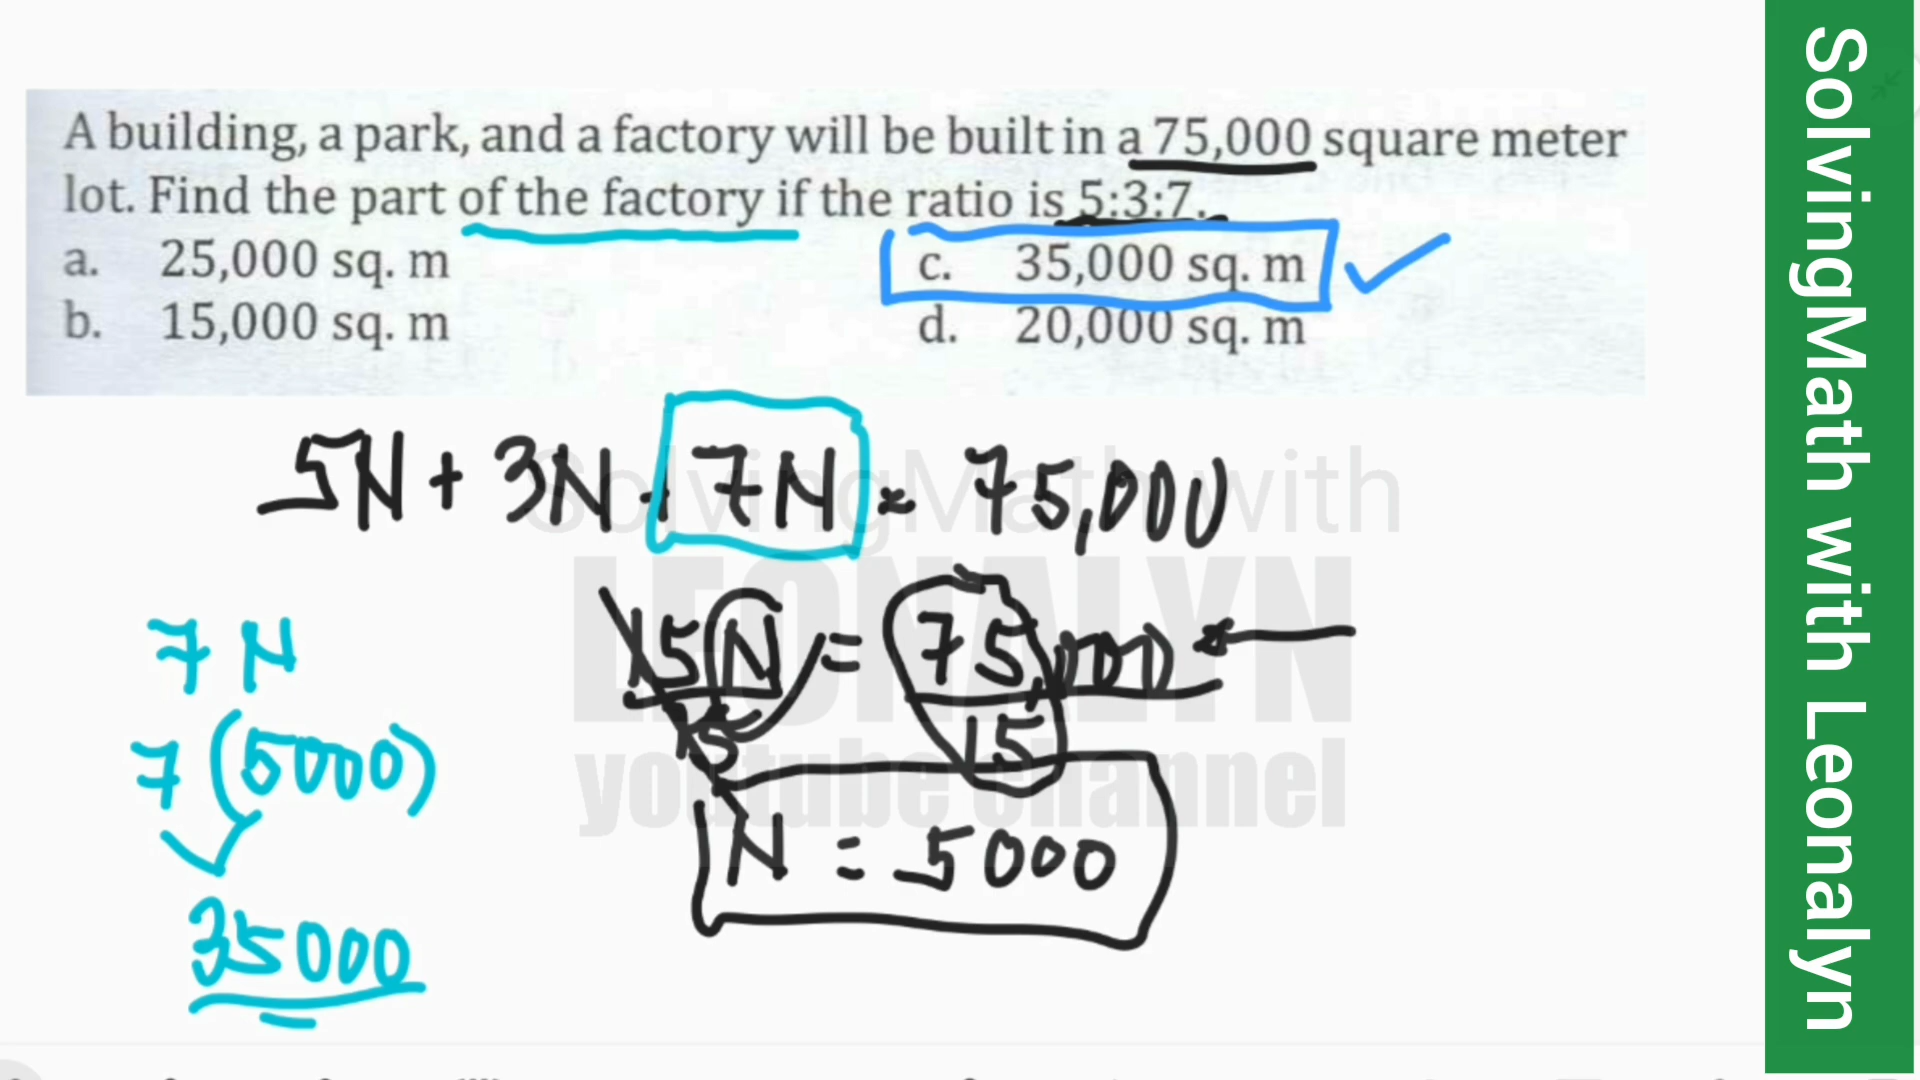 A building, a park, and a factory will be built in a 75,000 square meter
lot. Find the part of the factory if the ratio is 5:3:7.
a. 25,000 sq. m
c. 35,000 sq. m
b. 15,000 sq. m
d. 20,000 sq. m
5N + 3N + 7N = 75,000
15N = 75,000
15 15
N = 5000
7N
7(5000)
35000
SolvingMath with
LEONALYN
youtube channel
SolvingMath with Leonalyn